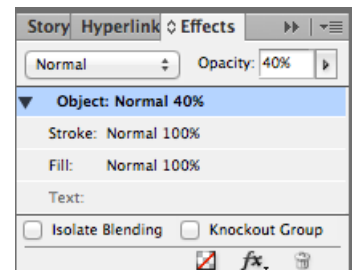 Story Hyperlink Effects
Normal Opacity: 40%
Object: Normal 40%
Stroke: Normal 100%
Fill: Normal 100%
Text:
Isolate Blending Knockout Group
fx.